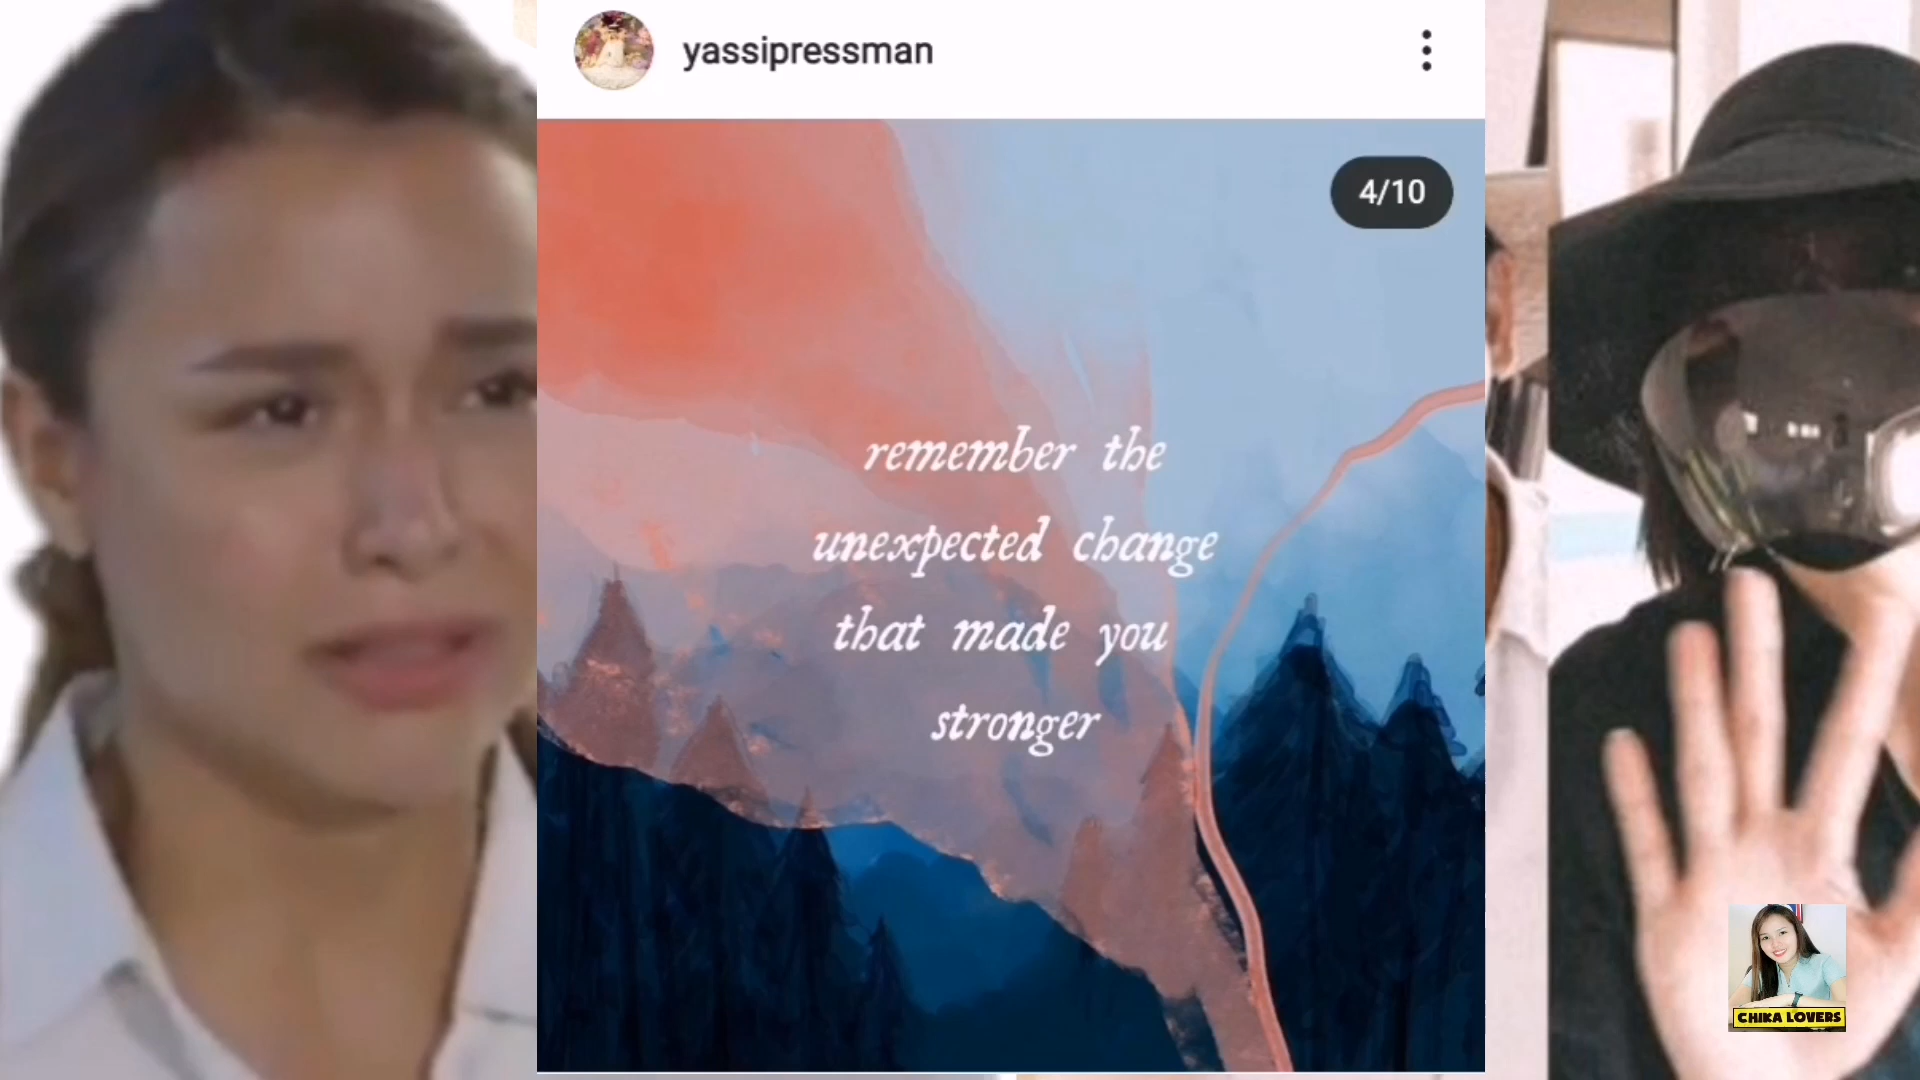 yassipressman
4/10
remember the
unexpected change
that made you
stronger
CHIKA LOVERS